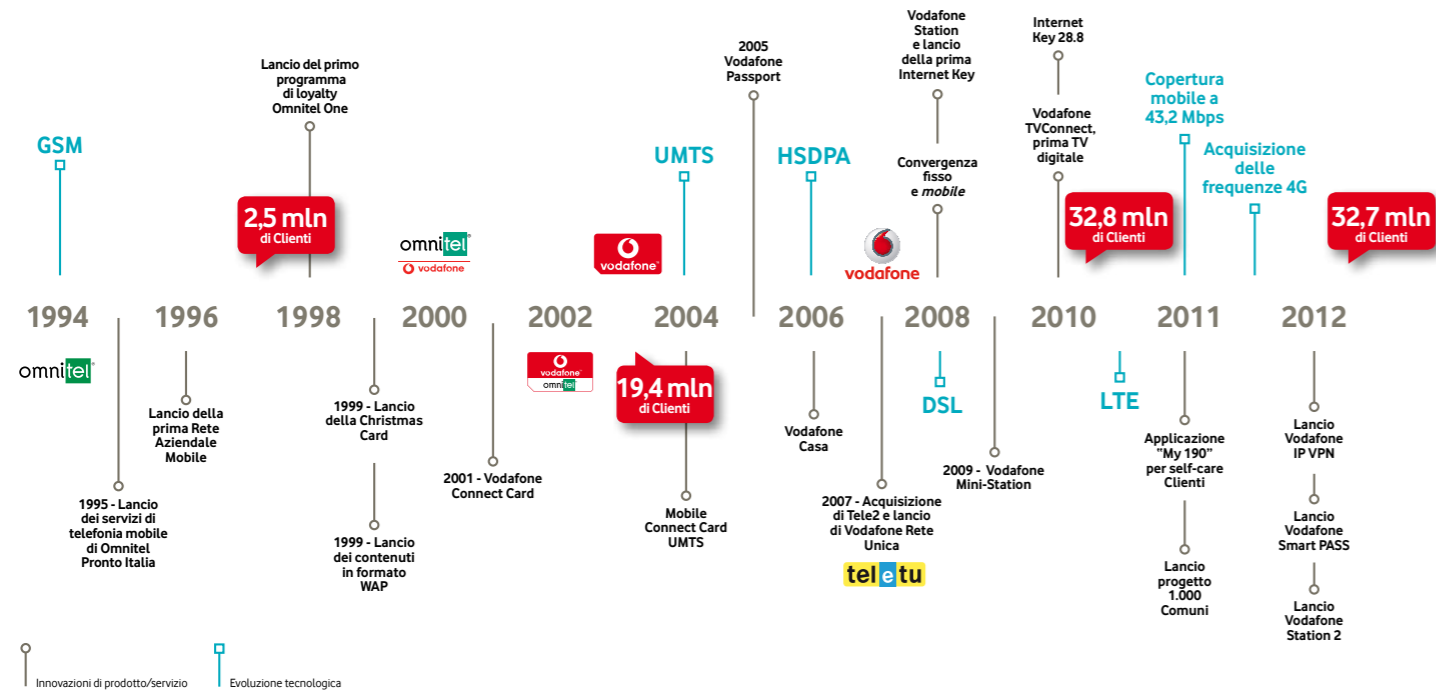 Lancio del primo
programma
di loyalty
Omnitel One
2005
Vodafone
Passport
Vodafone
Station
e lancio
della prima
Internet Key
Internet
Key 28.8
GSM
UMTS
HSDPA
Convergenza
fisso
e mobile
Vodafone
TVConnect,
prima TV
digitale
Copertura
mobile a
43,2 Mbps
Acquisizione
delle
frequenze 4G
2,5 mln
di Clienti
omnitel
vodafone
vodafone
vodafone
32,8 mln
di Clienti
32,7 mln
di Clienti
1994
1996
1998
2000
2002
2004
2006
2008
2010
2011
2012
omnitel
vodafone
omnitel
19,4 mln
di Clienti
DSL
LTE
Lancio della
prima Rete
Aziendale
Mobile
1995 - Lancio
dei servizi di
telefonia mobile
di Omnitel
Pronto Italia
1999 - Lancio
della Christmas
Card
1999 - Lancio
dei contenuti
in formato
WAP
2001 - Vodafone
Connect Card
Mobile
Connect Card
UMTS
Vodafone
Casa
2007 - Acquisizione
di Tele2 e lancio
di Vodafone Rete
Unica
teletu
2009 - Vodafone
Mini-Station
Applicazione
"My 190"
per self-care
Clienti
Lancio
progetto
1.000
Comuni
Lancio
Vodafone
IP VPN
Lancio
Vodafone
Smart PASS
Lancio
Vodafone
Station 2
Innovazioni di prodotto/servizio
Evoluzione tecnologica